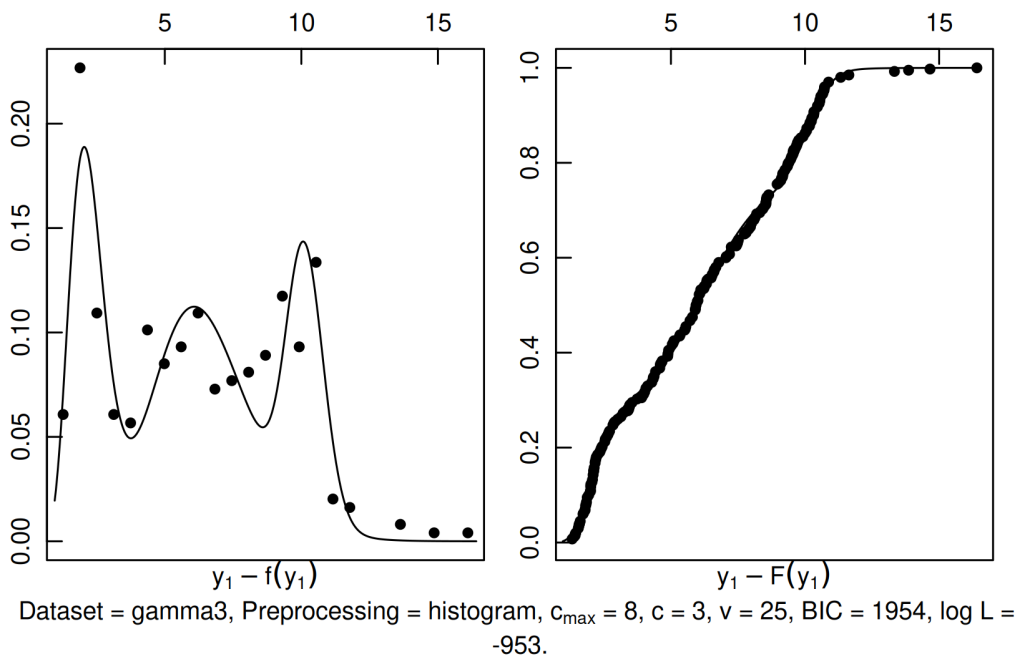 5 10 15
5 10 15
0.00 0.05 0.10 0.15 0.20
0.0 0.2 0.4 0.6 0.8 1.0
y₁ − f(y₁)
y₁ − F(y₁)
Dataset = gamma3, Preprocessing = histogram, cₘₐₓ = 8, c = 3, v = 25, BIC = 1954, log L =
-953.